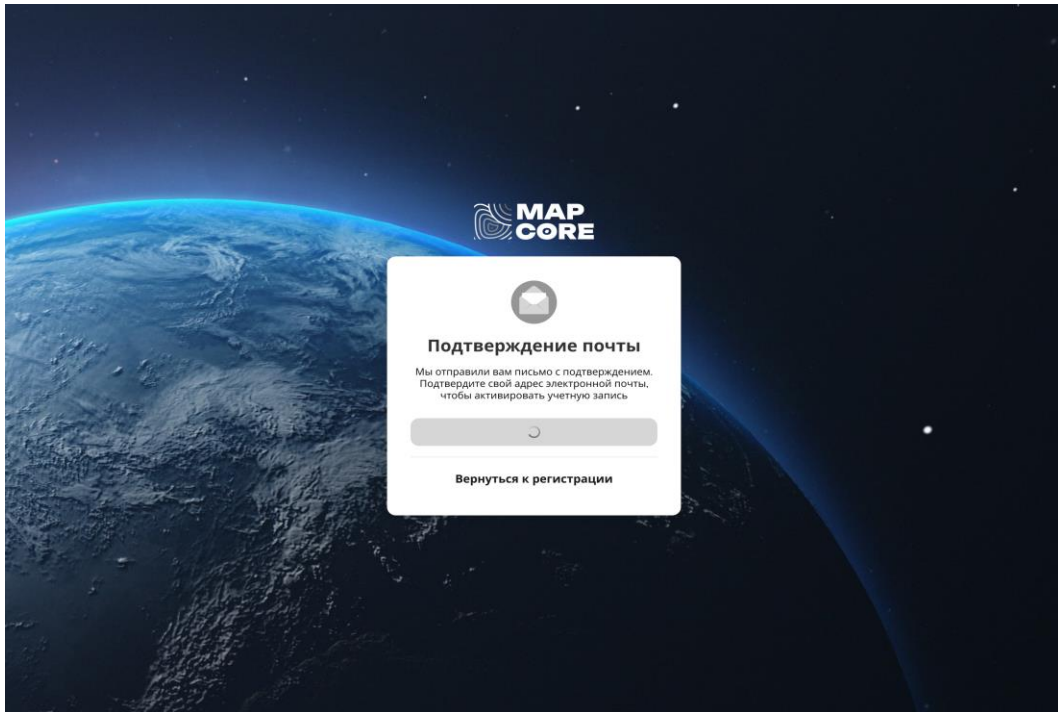 MAP
CORE
Подтверждение почты
Мы отправили вам письмо с подтверждением.
Подтвердите свой адрес электронной почты,
чтобы активировать учетную запись
Вернуться к регистрации